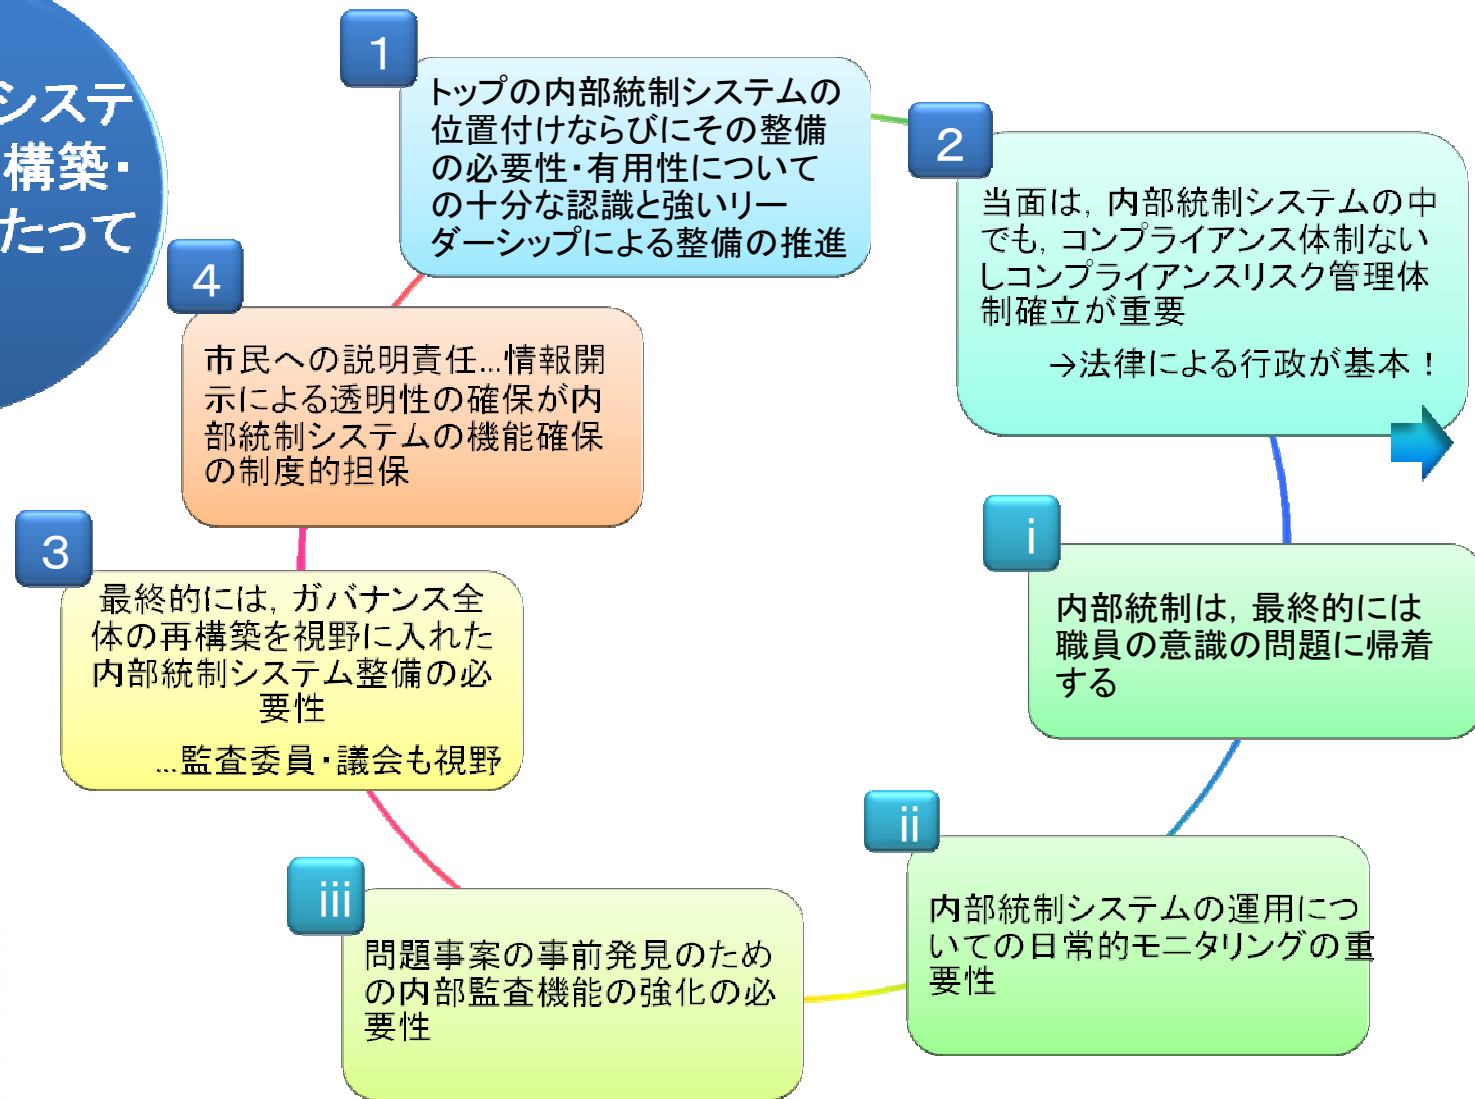 システ
構築・
たって
1
トップの内部統制システムの
位置付けならびにその整備
の必要性・有用性について
の十分な認識と強いリー
ダーシップによる整備の推進
2
当面は, 内部統制システムの中
でも, コンプライアンス体制ない
しコンプライアンスリスク管理体
制確立が重要
→法律による行政が基本！
i
内部統制は, 最終的には
職員の意識の問題に帰着
する
ii
内部統制システムの運用につ
いての日常的モニタリングの重
要性
iii
問題事案の事前発見のため
の内部監査機能の強化の必
要性
3
最終的には, ガバナンス全
体の再構築を視野に入れた
内部統制システム整備の必
要性
...監査委員・議会も視野
4
市民への説明責任...情報開
示による透明性の確保が内
部統制システムの機能確保
の制度的担保